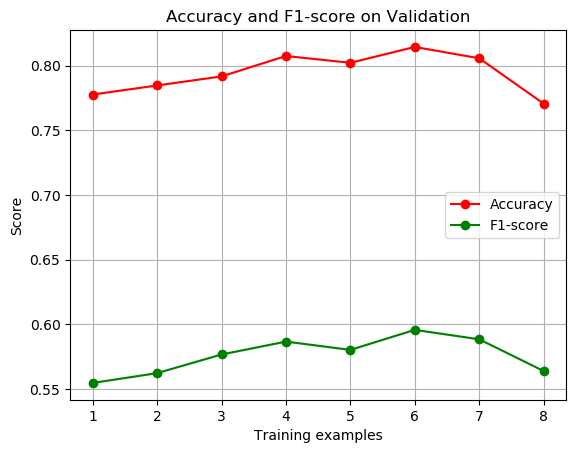 Accuracy and F1-score on Validation
0.80
0.75
0.70
0.65
0.60
0.55
Score
Accuracy
F1-score
1 2 3 4 5 6 7 8
Training examples